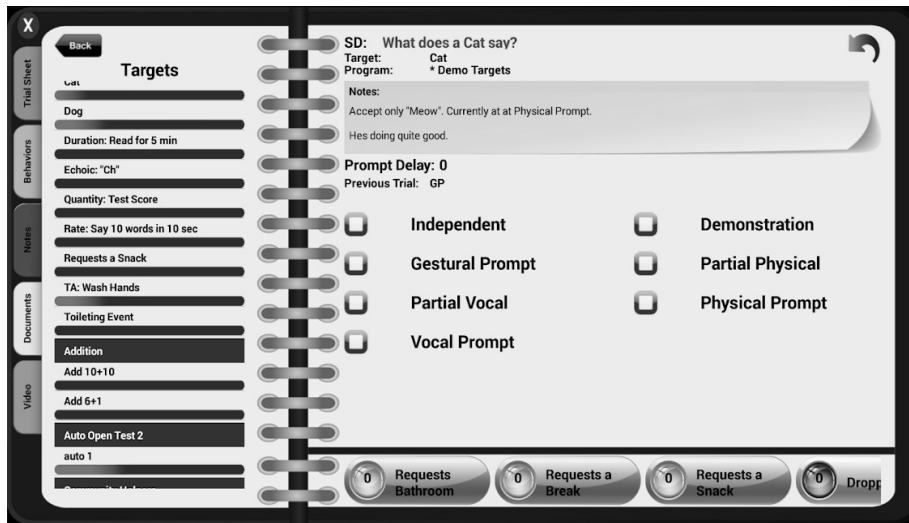 X
Back
Targets
Trial Sheet
Behaviors
Notes
Documents
Video
Cat
Dog
Duration: Read for 5 min
Echoic: "Ch"
Quantity: Test Score
Rate: Say 10 words in 10 sec
Requests a Snack
TA: Wash Hands
Toileting Event
Addition
Add 10+10
Add 6+1
Auto Open Test 2
auto 1
SD: What does a Cat say?
Target: Cat
Program: * Demo Targets
Notes:
Accept only "Meow". Currently at at Physical Prompt.
Hes doing quite good.
Prompt Delay: 0
Previous Trial: GP
Independent
Demonstration
Gestural Prompt
Partial Physical
Partial Vocal
Physical Prompt
Vocal Prompt
0 Requests Bathroom
0 Requests a Break
0 Requests a Snack
0 Dropp